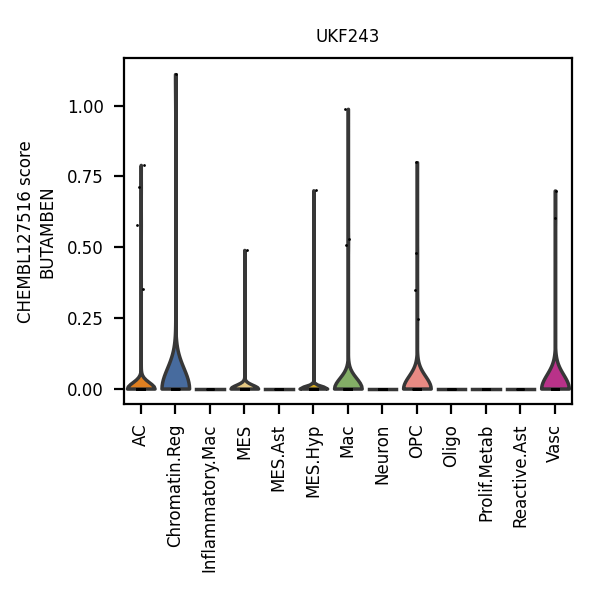 UKF243
CHEMBL127516 score
BUTAMBEN
1.00
0.75
0.50
0.25
0.00
AC
Chromatin.Reg
Inflammatory.Mac
MES
MES.Ast
MES.Hyp
Mac
Neuron
OPC
Oligo
Prolif.Metab
Reactive.Ast
Vasc